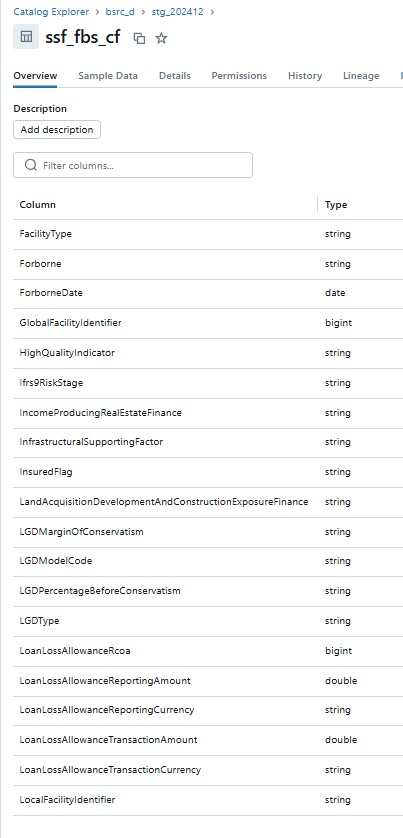 Catalog Explorer > bsrc_d > stg_202412 >
ssf_fbs_cf
Overview Sample Data Details Permissions History Lineage
Description
Add description
Filter columns...
Column Type
FacilityType string
Forborne string
ForborneDate date
GlobalFacilityIdentifier bigint
HighQualityIndicator string
Ifrs9RiskStage string
IncomeProducingRealEstateFinance string
InfrastructuralSupportingFactor string
InsuredFlag string
LandAcquisitionDevelopmentAndConstructionExposureFinance string
LGDMarginOfConservatism string
LGDModelCode string
LGDPercentageBeforeConservatism string
LGDType string
LoanLossAllowanceRcoa bigint
LoanLossAllowanceReportingAmount double
LoanLossAllowanceReportingCurrency string
LoanLossAllowanceTransactionAmount double
LoanLossAllowanceTransactionCurrency string
LocalFacilityIdentifier string